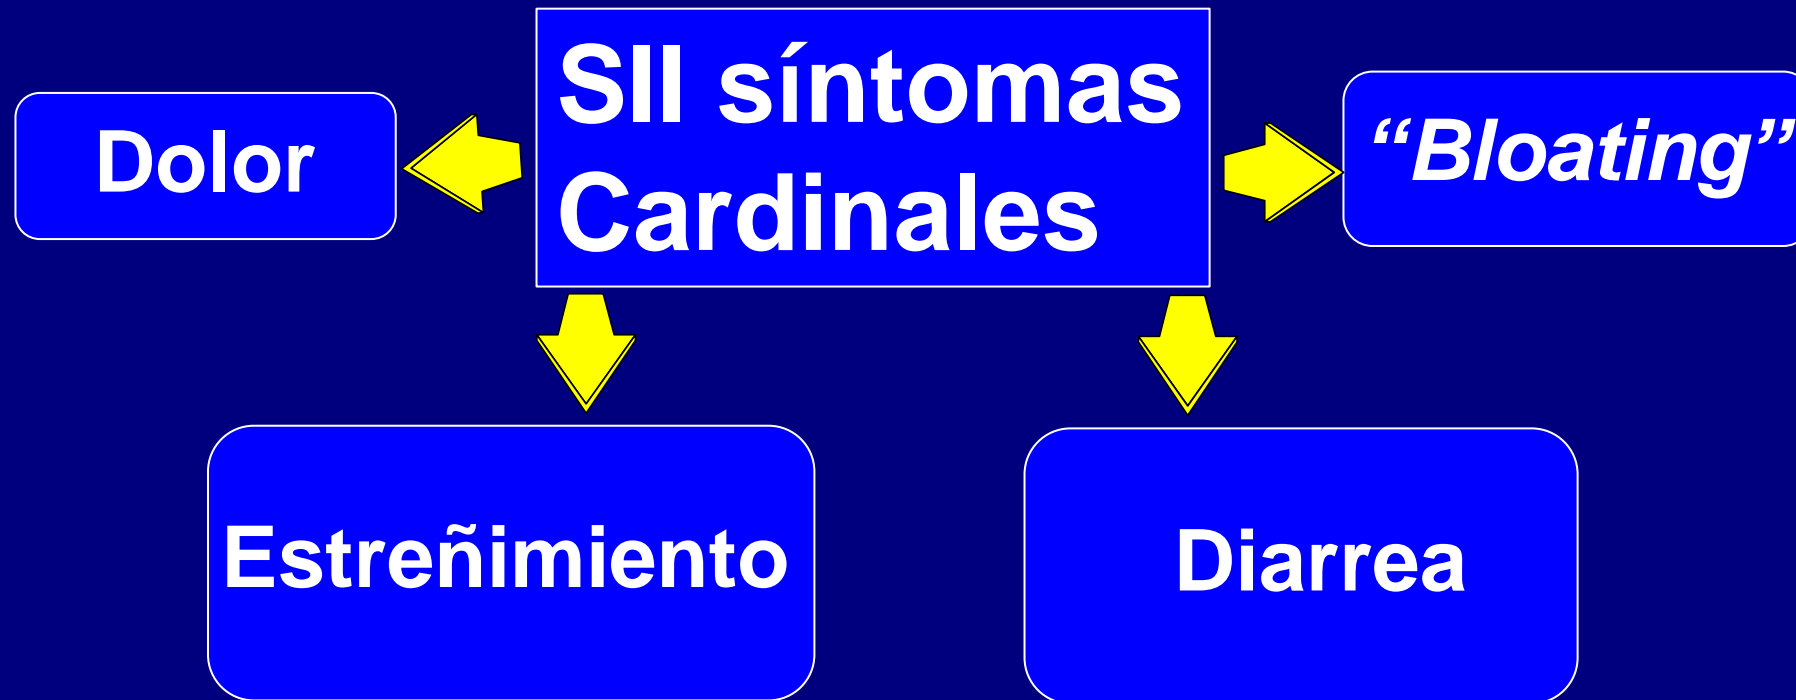 SII síntomas
Cardinales
Dolor
“Bloating”
Estreñimiento
Diarrea